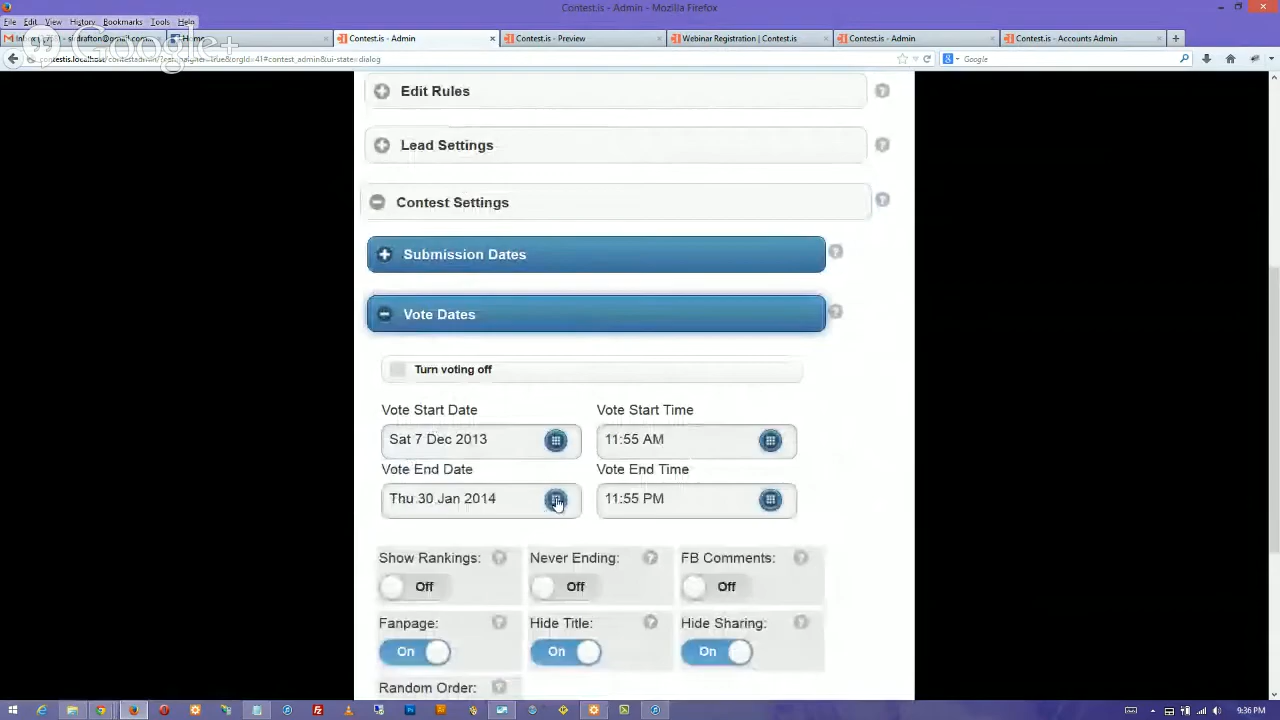 Contest.is - Admin - Mozilla Firefox
File Edit View History Bookmarks Tools Help
Google+
Contest.is - Admin × Contest.is - Preview × Webinar Registration | Contest.is × Contest.is - Admin × Contest.is - Accounts Admin × +
Google
Edit Rules ?
Lead Settings ?
Contest Settings ?
Submission Dates ?
Vote Dates ?
Turn voting off
Vote Start Date Vote Start Time
Sat 7 Dec 2013 11:55 AM
Vote End Date Vote End Time
Thu 30 Jan 2014 11:55 PM
Show Rankings: ? Never Ending: ? FB Comments: ?
Off Off Off
Fanpage: ? Hide Title: ? Hide Sharing: ?
On On On
Random Order: ?
9:36 PM